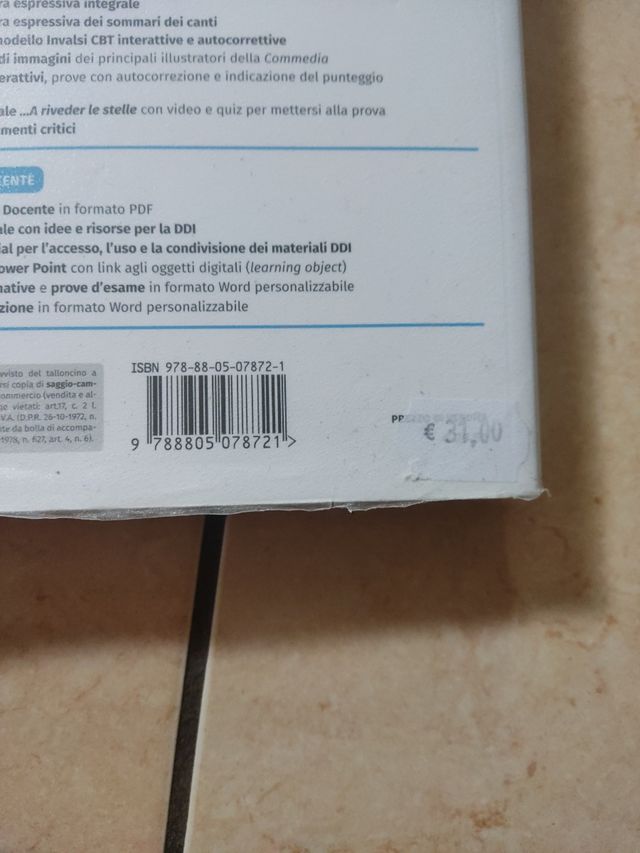 ra espressiva integrale
ra espressiva dei sommari dei canti
modello Invalsi CBT interattive e autocorrettive
di immagini dei principali illustratori della Commedia
erattivi, prove con autocorrezione e indicazione del punteggio
ale ...A riveder le stelle con video e quiz per mettersi alla prova
menti critici
CENTE
Docente in formato PDF
ale con idee e risorse per la DDI
ial per l'accesso, l'uso e la condivisione dei materiali DDI
ower Point con link agli oggetti digitali (learning object)
mative e prove d'esame in formato Word personalizzabile
zione in formato Word personalizzabile
vvisto del talloncino a
rsi copia di saggio-cam-
ommercio (vendita e al-
ge vietati: art.17, c. 2 l.
V.A. (D.P.R. 26-10-1972, n.
te da bolla di accompa-
1978, n. 627, art. 4, n. 6).
ISBN 978-88-05-07872-1
9 788805 078721 >
€ 31,00